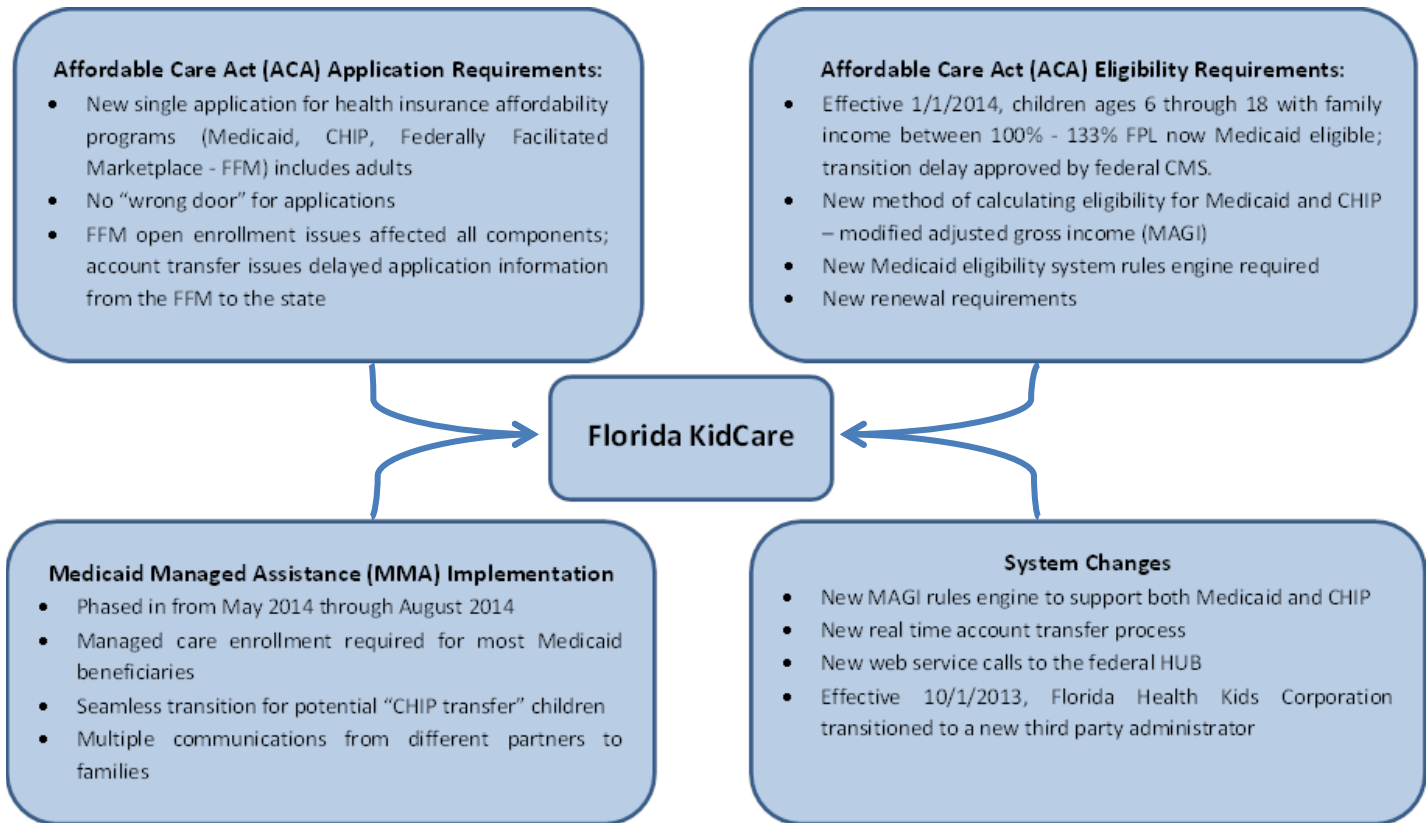 Affordable Care Act (ACA) Application Requirements:
• New single application for health insurance affordability
programs (Medicaid, CHIP, Federally Facilitated
Marketplace - FFM) includes adults
• No “wrong door” for applications
• FFM open enrollment issues affected all components;
account transfer issues delayed application information
from the FFM to the state
Affordable Care Act (ACA) Eligibility Requirements:
• Effective 1/1/2014, children ages 6 through 18 with family
income between 100% - 133% FPL now Medicaid eligible;
transition delay approved by federal CMS.
• New method of calculating eligibility for Medicaid and CHIP
– modified adjusted gross income (MAGI)
• New Medicaid eligibility system rules engine required
• New renewal requirements
Florida KidCare
Medicaid Managed Assistance (MMA) Implementation
• Phased in from May 2014 through August 2014
• Managed care enrollment required for most Medicaid
beneficiaries
• Seamless transition for potential “CHIP transfer” children
• Multiple communications from different partners to
families
System Changes
• New MAGI rules engine to support both Medicaid and CHIP
• New real time account transfer process
• New web service calls to the federal HUB
• Effective 10/1/2013, Florida Health Kids Corporation
transitioned to a new third party administrator